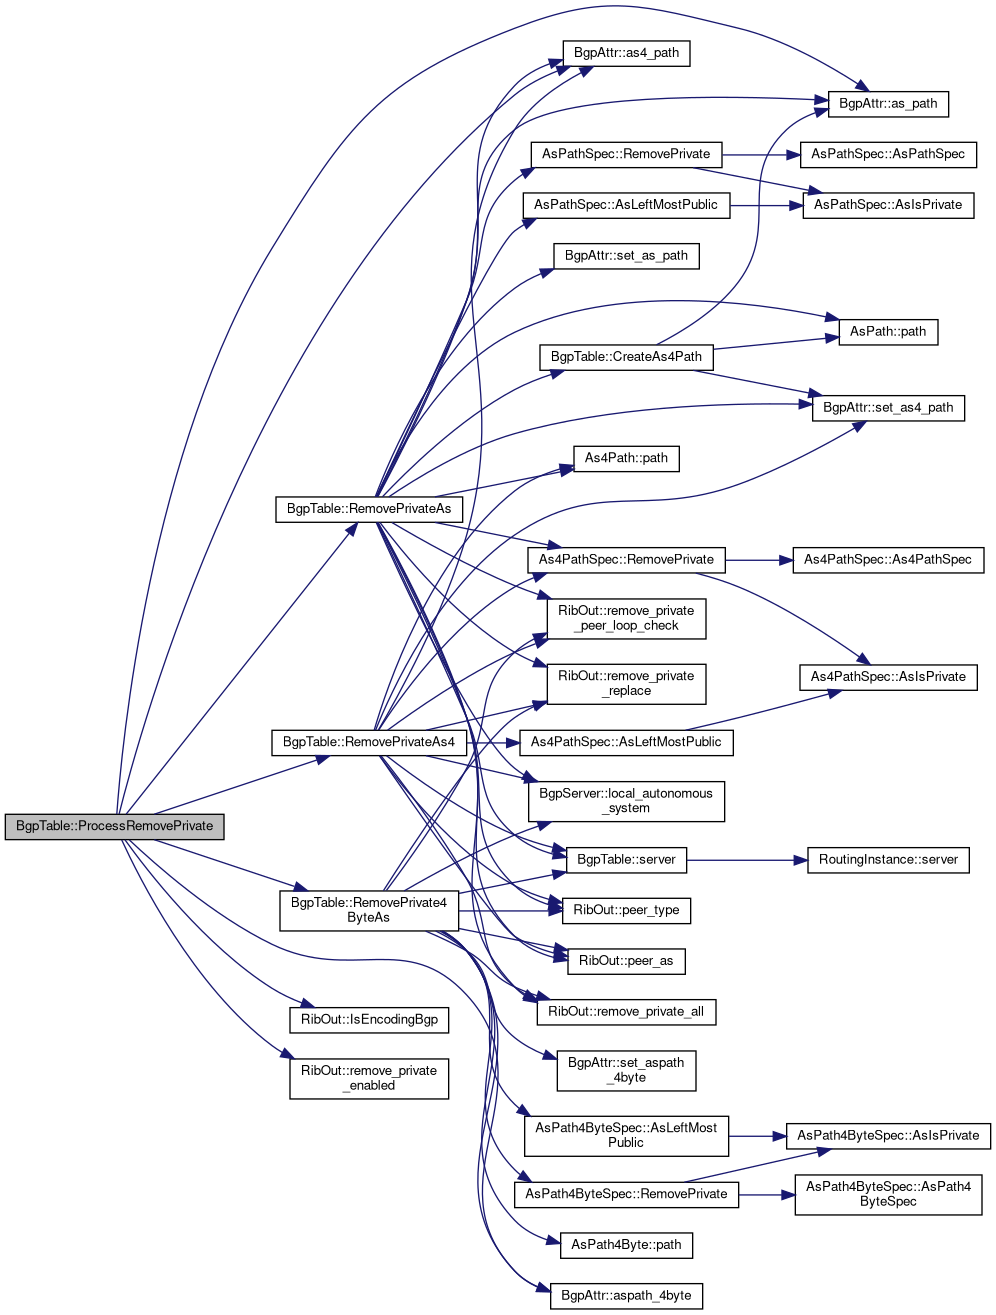 BgpAttr::as4_path
BgpAttr::as_path
AsPathSpec::RemovePrivate
AsPathSpec::AsPathSpec
AsPathSpec::AsLeftMostPublic
AsPathSpec::AsIsPrivate
BgpAttr::set_as_path
AsPath::path
BgpTable::CreateAs4Path
BgpAttr::set_as4_path
As4Path::path
BgpTable::RemovePrivateAs
As4PathSpec::RemovePrivate
As4PathSpec::As4PathSpec
RibOut::remove_private
_peer_loop_check
RibOut::remove_private
_replace
As4PathSpec::AsIsPrivate
BgpTable::RemovePrivateAs4
As4PathSpec::AsLeftMostPublic
BgpServer::local_autonomous
_system
BgpTable::ProcessRemovePrivate
BgpTable::server
RoutingInstance::server
BgpTable::RemovePrivate4
ByteAs
RibOut::peer_type
RibOut::peer_as
RibOut::remove_private_all
RibOut::IsEncodingBgp
RibOut::remove_private
_enabled
BgpAttr::set_aspath
_4byte
AsPath4ByteSpec::AsLeftMost
Public
AsPath4ByteSpec::AsIsPrivate
AsPath4ByteSpec::RemovePrivate
AsPath4ByteSpec::AsPath4
ByteSpec
AsPath4Byte::path
BgpAttr::aspath_4byte